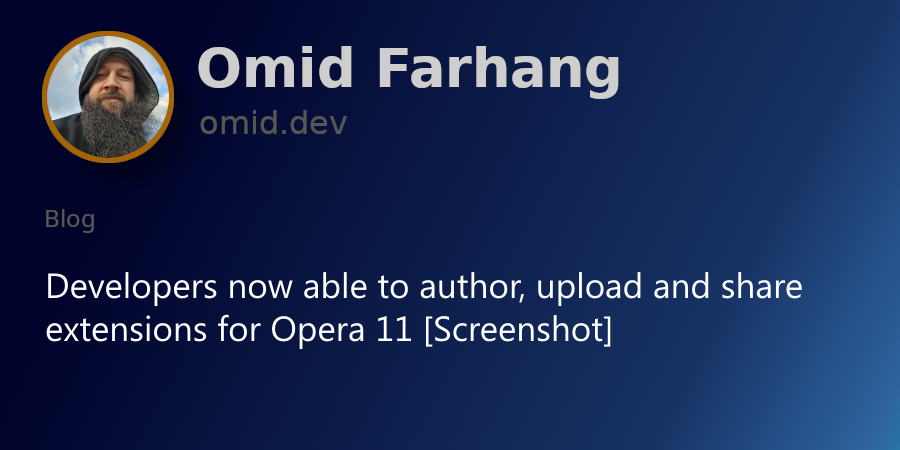 Omid Farhang
omid.dev
Blog
Developers now able to author, upload and share
extensions for Opera 11 [Screenshot]